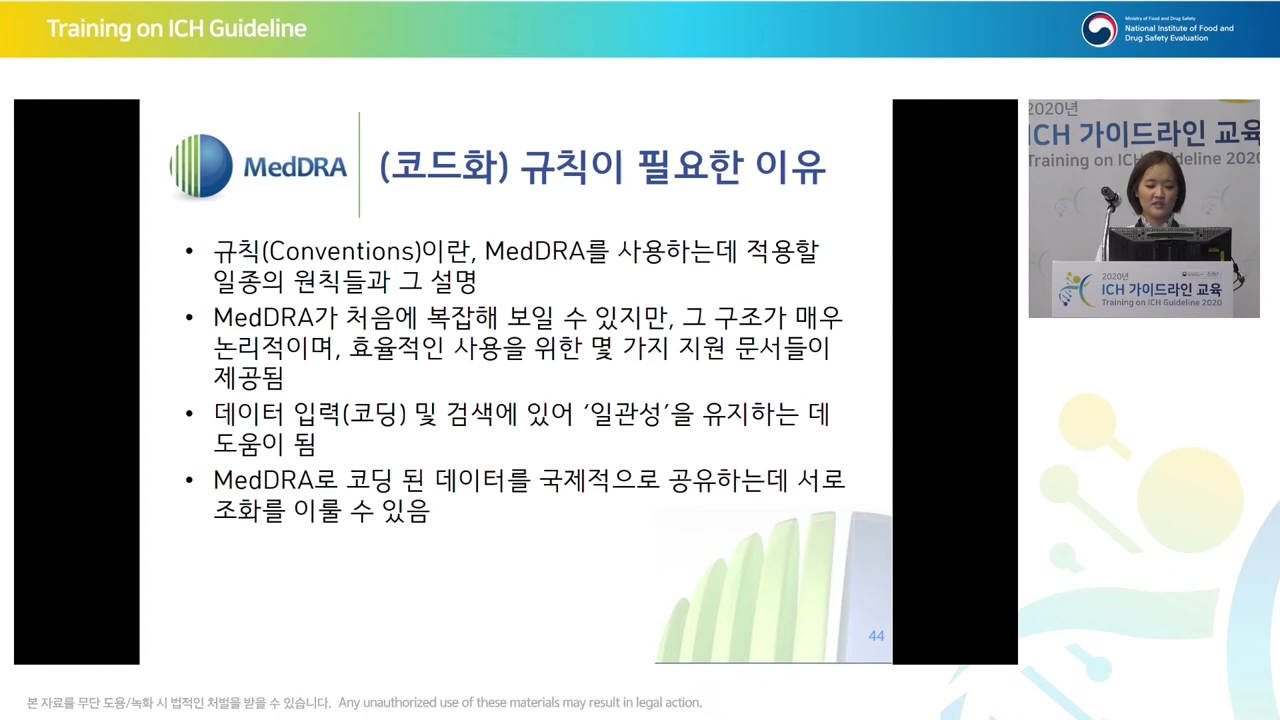 Training on ICH Guideline
Ministry of Food and Drug Safety
National Institute of Food and
Drug Safety Evaluation
MedDRA
(코드화) 규칙이 필요한 이유
• 규칙(Conventions)이란, MedDRA를 사용하는데 적용할
일종의 원칙들과 그 설명
• MedDRA가 처음에 복잡해 보일 수 있지만, 그 구조가 매우
논리적이며, 효율적인 사용을 위한 몇 가지 지원 문서들이
제공됨
• 데이터 입력(코딩) 및 검색에 있어 ‘일관성’을 유지하는 데
도움이 됨
• MedDRA로 코딩 된 데이터를 국제적으로 공유하는데 서로
조화를 이룰 수 있음
44
2020년
ICH 가이드라인 교육
Training on ICH Guideline 2020
2020년
ICH 가이드라인 교육
Training on ICH Guideline 2020
본 자료를 무단 도용/녹화 시 법적인 처벌을 받을 수 있습니다. Any unauthorized use of these materials may result in legal action.